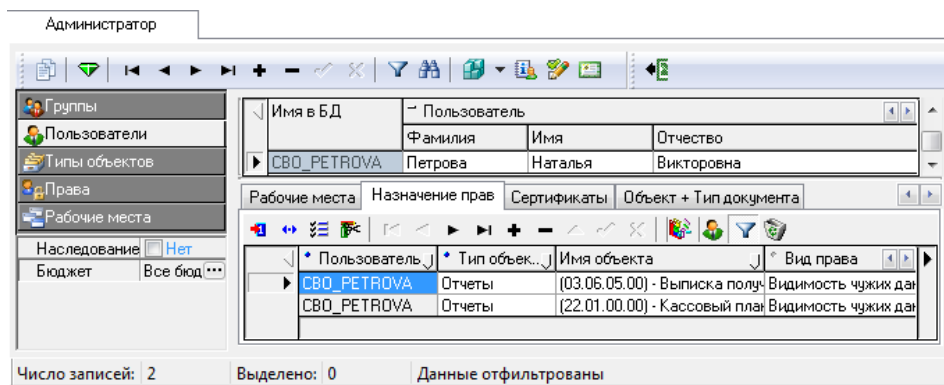 Администратор
Группы
Пользователи
Типы объектов
Права
Рабочие места
Наследование Нет
Бюджет Все бюд
Имя в БД Пользователь
Фамилия Имя Отчество
CBO_PETROVA Петрова Наталья Викторовна
Рабочие места Назначение прав Сертификаты Объект + Тип документа
Пользователь Тип объек... Имя объекта Вид права
CBO_PETROVA Отчеты (03.06.05.00) - Выписка получ Видимость чужих дан
CBO_PETROVA Отчеты (22.01.00.00) - Кассовый план Видимость чужих дан
Число записей: 2 Выделено: 0 Данные отфильтрованы